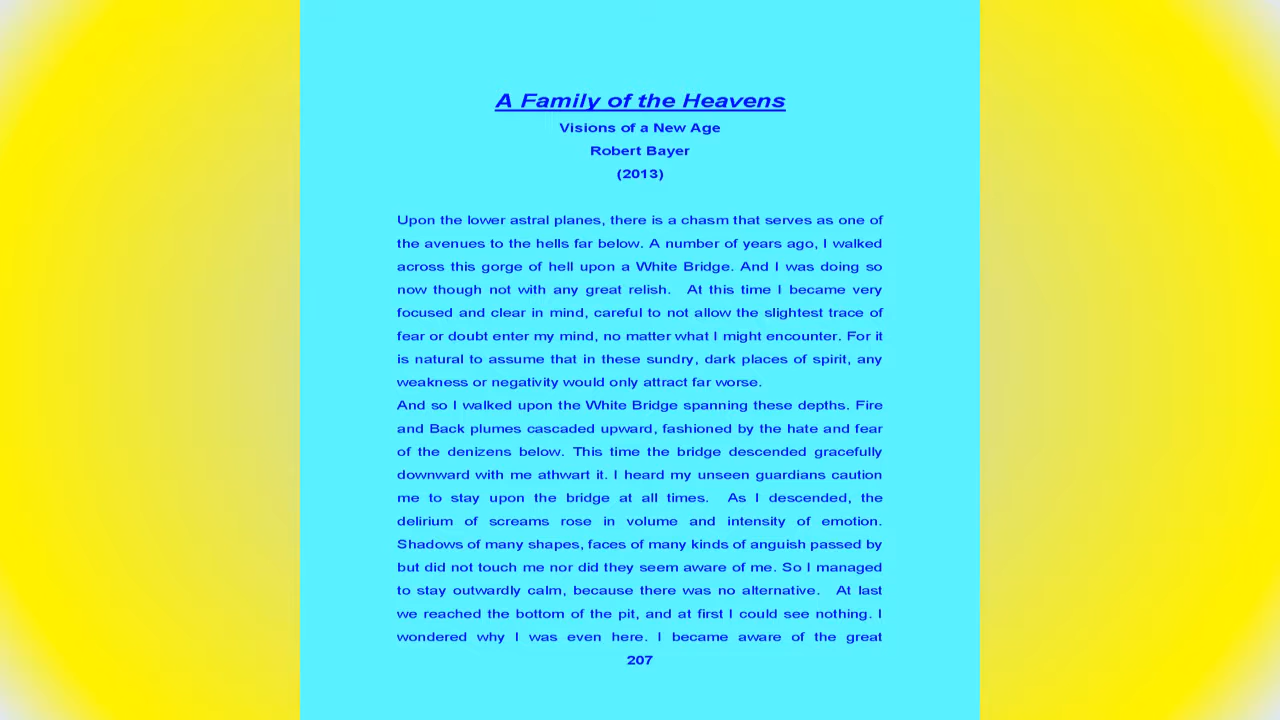 A Family of the Heavens
Visions of a New Age
Robert Bayer
(2013)
Upon the lower astral planes, there is a chasm that serves as one of
the avenues to the hells far below. A number of years ago, I walked
across this gorge of hell upon a White Bridge. And I was doing so
now though not with any great relish. At this time I became very
focused and clear in mind, careful to not allow the slightest trace of
fear or doubt enter my mind, no matter what I might encounter. For it
is natural to assume that in these sundry, dark places of spirit, any
weakness or negativity would only attract far worse.
And so I walked upon the White Bridge spanning these depths. Fire
and Back plumes cascaded upward, fashioned by the hate and fear
of the denizens below. This time the bridge descended gracefully
downward with me athwart it. I heard my unseen guardians caution
me to stay upon the bridge at all times. As I descended, the
delirium of screams rose in volume and intensity of emotion.
Shadows of many shapes, faces of many kinds of anguish passed by
but did not touch me nor did they seem aware of me. So I managed
to stay outwardly calm, because there was no alternative. At last
we reached the bottom of the pit, and at first I could see nothing. I
wondered why I was even here. I became aware of the great
207